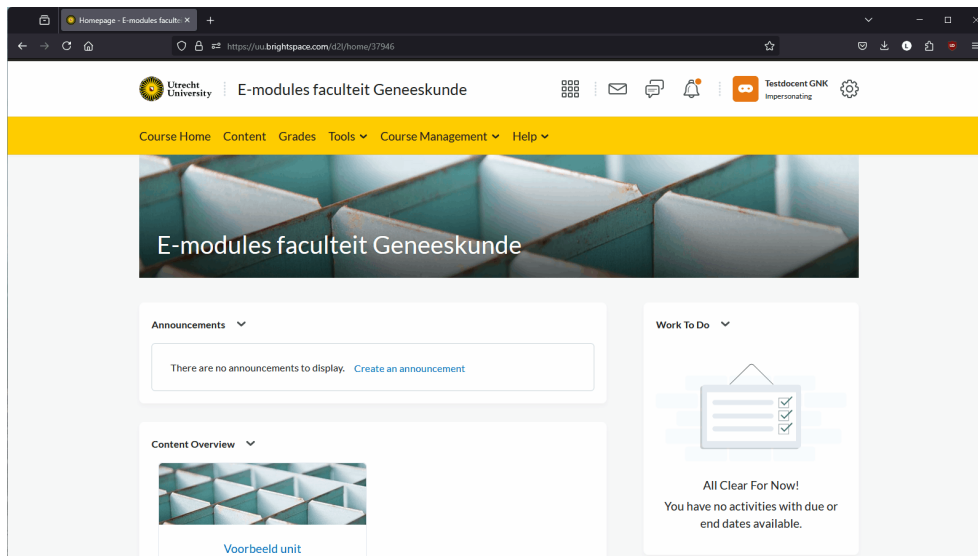 Homepage - E-modules faculte
https://uu.brightspace.com/d2l/home/37946
Utrecht University
E-modules faculteit Geneeskunde
Testdocent GNK
Impersonating
Course Home Content Grades Tools Course Management Help
E-modules faculteit Geneeskunde
Announcements
There are no announcements to display. Create an announcement
Work To Do
All Clear For Now!
You have no activities with due or
end dates available.
Content Overview
Voorbeeld unit